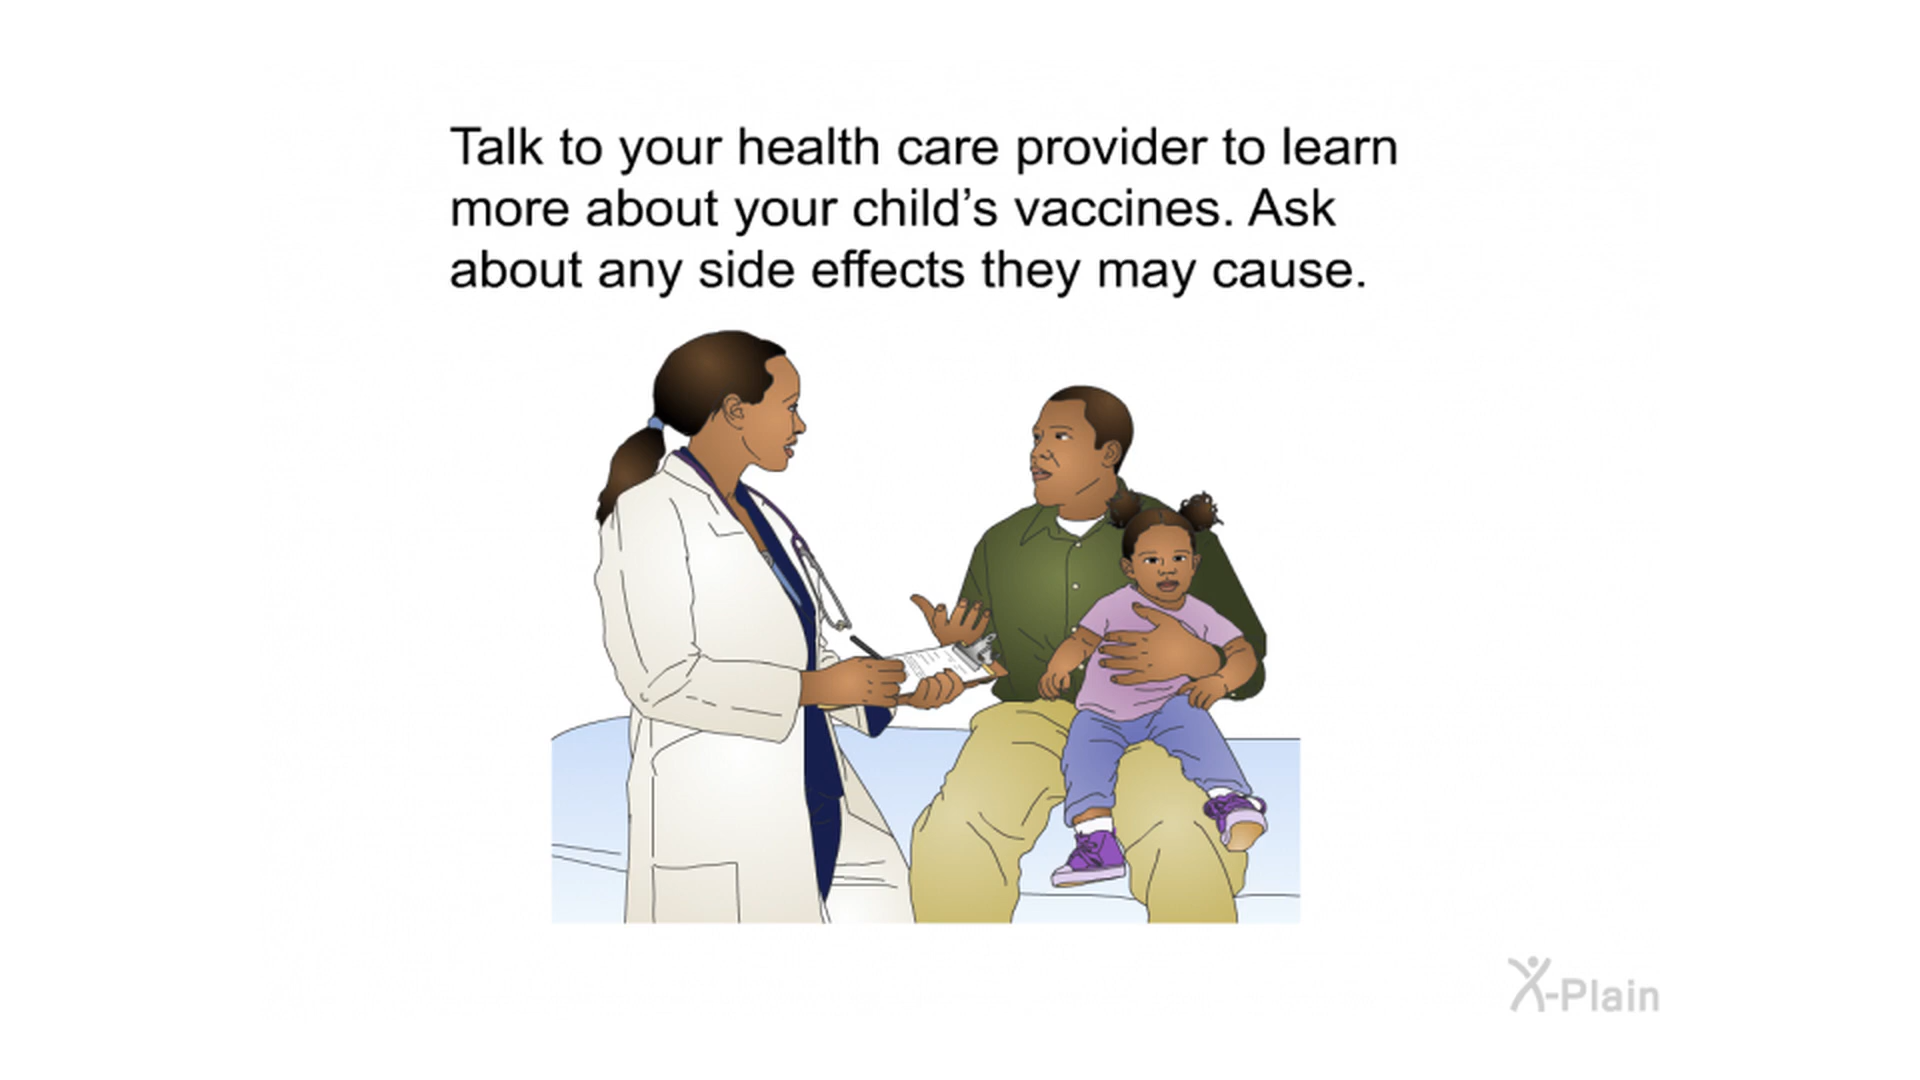 Talk to your health care provider to learn
more about your child’s vaccines. Ask
about any side effects they may cause.
X-Plain